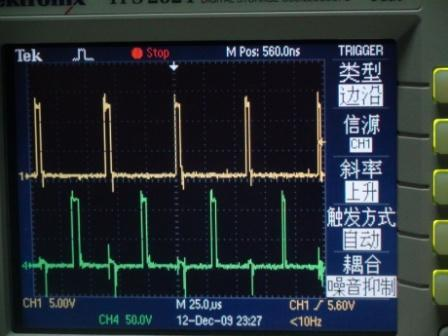 Tektronix
Tek Stop M Pos: 560.0ns TRIGGER
类型
边沿
信源
CH1
斜率
上升
触发方式
自动
耦合
噪音抑制
1
4
CH1 5.00V M 25.0µs CH1 5.60V
CH4 50.0V 12-Dec-09 23:27 <10Hz